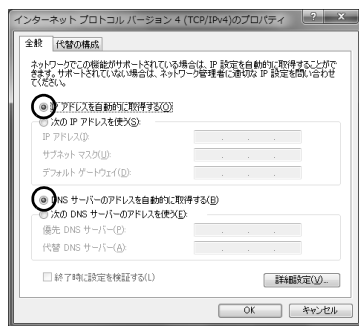 インターネット プロトコル バージョン 4 (TCP/IPv4)のプロパティ
全般 代替の構成
ネットワークでこの機能がサポートされている場合は、IP 設定を自動的に取得することがで
きます。サポートされていない場合は、ネットワーク管理者に適切な IP 設定を問い合わせ
てください。
IP アドレスを自動的に取得する(O)
次の IP アドレスを使う(S):
IP アドレス(I):
サブネット マスク(U):
デフォルト ゲートウェイ(D):
DNS サーバーのアドレスを自動的に取得する(B)
次の DNS サーバーのアドレスを使う(E):
優先 DNS サーバー(P):
代替 DNS サーバー(A):
終了時に設定を検証する(L)
詳細設定(V)...
OK キャンセル